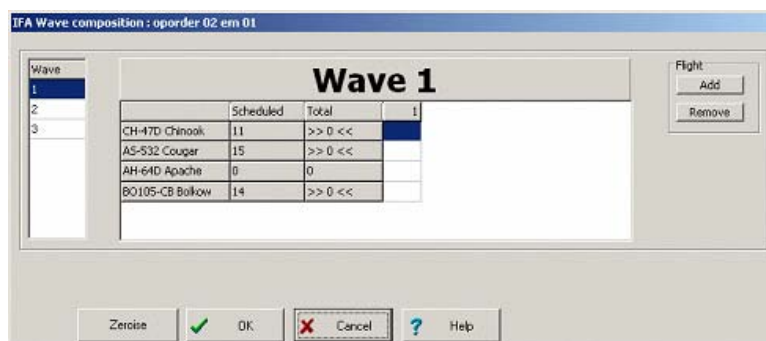 IFA Wave composition : oporder 02 em 01
Wave
1
2
3
Wave 1
Scheduled Total 1
CH-47D Chinook 11 >> 0 <<
AS-532 Cougar 15 >> 0 <<
AH-64D Apache 0 0
BO105-CB Bolkow 14 >> 0 <<
Flight
Add
Remove
Zeroise OK Cancel Help